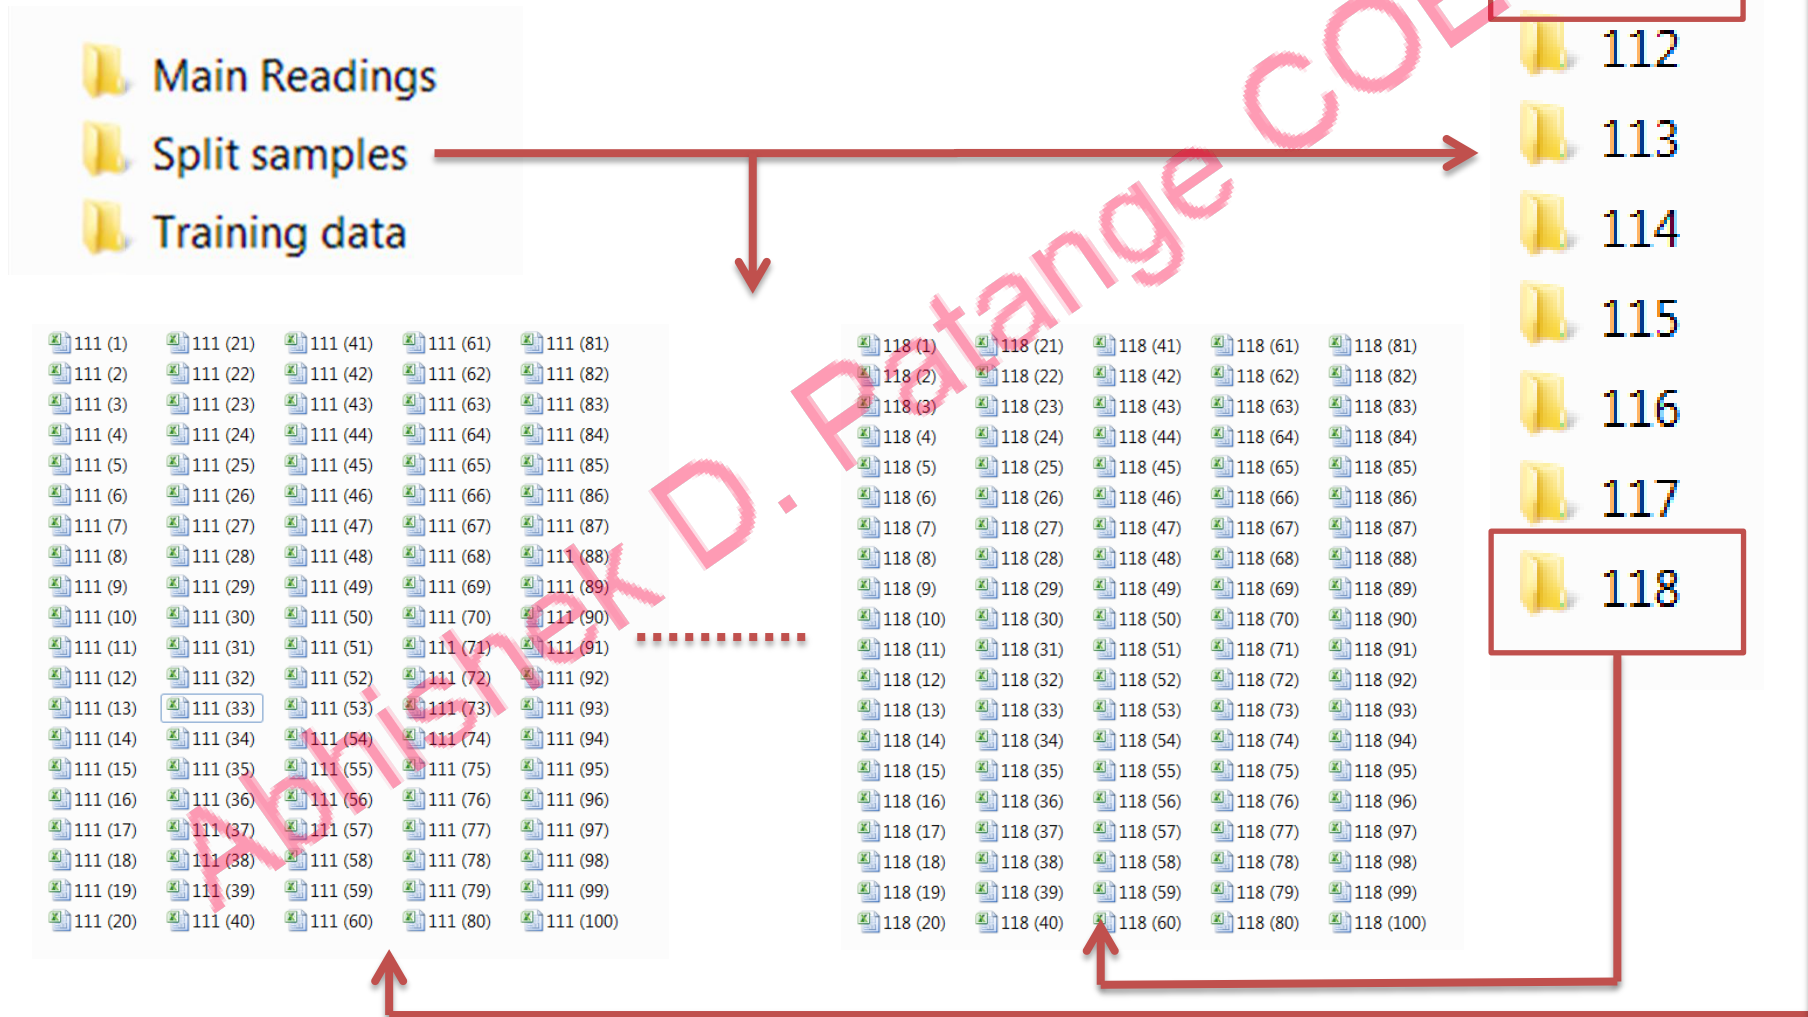 Main Readings
Split samples
Training data
112
113
114
115
116
117
118
111 (1) 111 (21) 111 (41) 111 (61) 111 (81)
111 (2) 111 (22) 111 (42) 111 (62) 111 (82)
111 (3) 111 (23) 111 (43) 111 (63) 111 (83)
111 (4) 111 (24) 111 (44) 111 (64) 111 (84)
111 (5) 111 (25) 111 (45) 111 (65) 111 (85)
111 (6) 111 (26) 111 (46) 111 (66) 111 (86)
111 (7) 111 (27) 111 (47) 111 (67) 111 (87)
111 (8) 111 (28) 111 (48) 111 (68) 111 (88)
111 (9) 111 (29) 111 (49) 111 (69) 111 (89)
111 (10) 111 (30) 111 (50) 111 (70) 111 (90)
111 (11) 111 (31) 111 (51) 111 (71) 111 (91)
111 (12) 111 (32) 111 (52) 111 (72) 111 (92)
111 (13) 111 (33) 111 (53) 111 (73) 111 (93)
111 (14) 111 (34) 111 (54) 111 (74) 111 (94)
111 (15) 111 (35) 111 (55) 111 (75) 111 (95)
111 (16) 111 (36) 111 (56) 111 (76) 111 (96)
111 (17) 111 (37) 111 (57) 111 (77) 111 (97)
111 (18) 111 (38) 111 (58) 111 (78) 111 (98)
111 (19) 111 (39) 111 (59) 111 (79) 111 (99)
111 (20) 111 (40) 111 (60) 111 (80) 111 (100)
118 (1) 118 (21) 118 (41) 118 (61) 118 (81)
118 (2) 118 (22) 118 (42) 118 (62) 118 (82)
118 (3) 118 (23) 118 (43) 118 (63) 118 (83)
118 (4) 118 (24) 118 (44) 118 (64) 118 (84)
118 (5) 118 (25) 118 (45) 118 (65) 118 (85)
118 (6) 118 (26) 118 (46) 118 (66) 118 (86)
118 (7) 118 (27) 118 (47) 118 (67) 118 (87)
118 (8) 118 (28) 118 (48) 118 (68) 118 (88)
118 (9) 118 (29) 118 (49) 118 (69) 118 (89)
118 (10) 118 (30) 118 (50) 118 (70) 118 (90)
118 (11) 118 (31) 118 (51) 118 (71) 118 (91)
118 (12) 118 (32) 118 (52) 118 (72) 118 (92)
118 (13) 118 (33) 118 (53) 118 (73) 118 (93)
118 (14) 118 (34) 118 (54) 118 (74) 118 (94)
118 (15) 118 (35) 118 (55) 118 (75) 118 (95)
118 (16) 118 (36) 118 (56) 118 (76) 118 (96)
118 (17) 118 (37) 118 (57) 118 (77) 118 (97)
118 (18) 118 (38) 118 (58) 118 (78) 118 (98)
118 (19) 118 (39) 118 (59) 118 (79) 118 (99)
118 (20) 118 (40) 118 (60) 118 (80) 118 (100)
Abhishek D. Patange